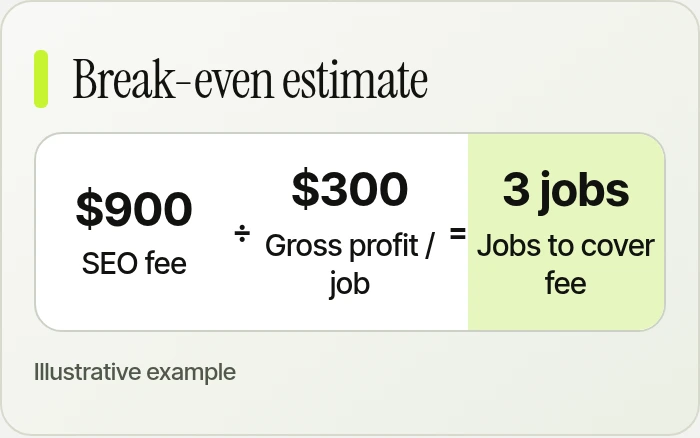 Break-even estimate
$900
SEO fee
÷
$300
Gross profit /
job
=
3 jobs
Jobs to cover
fee
Illustrative example